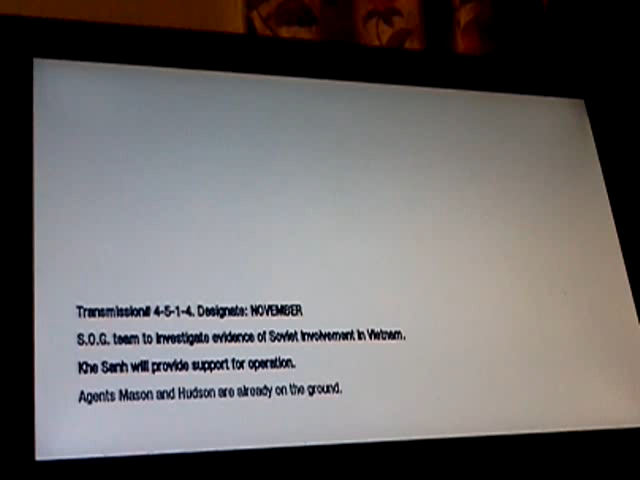 Transmission# 4-5-1-4. Designate: NOVEMBER
S.O.G. team to investigate evidence of Soviet involvement in Vietnam.
Khe Sanh will provide support for operation.
Agents Mason and Hudson are already on the ground.